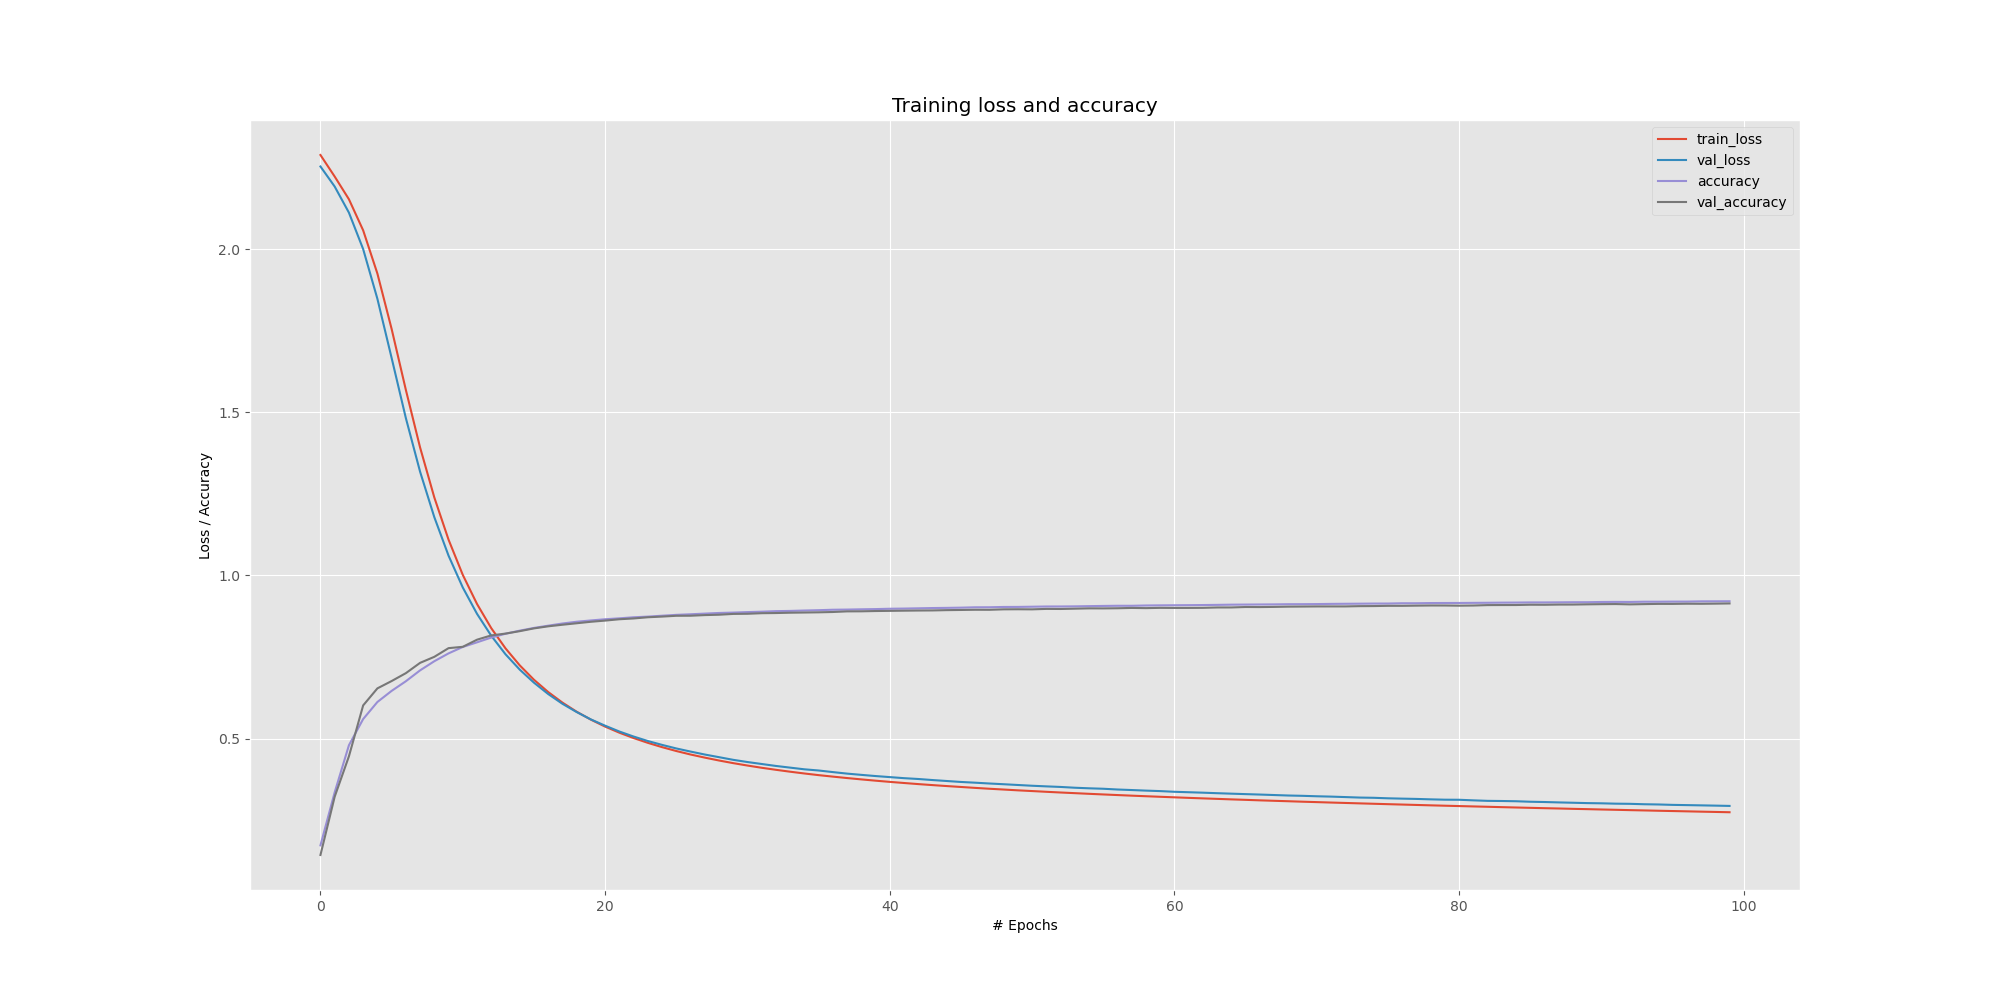 Training loss and accuracy
train_loss
val_loss
accuracy
val_accuracy
2.0
1.5
1.0
0.5
Loss / Accuracy
0 20 40 60 80 100
# Epochs